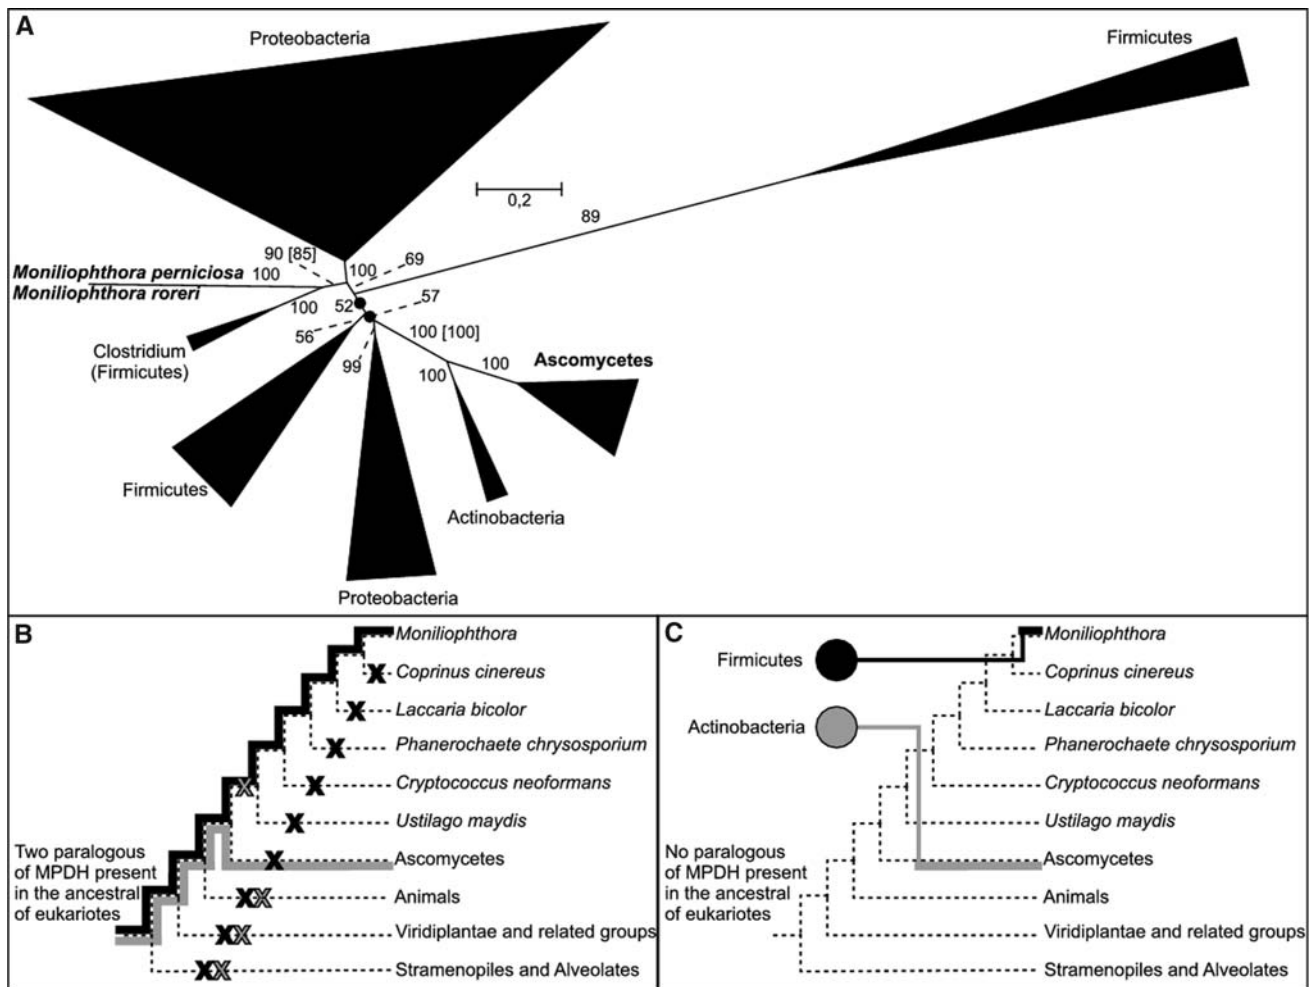 A
Proteobacteria
Firmicutes
0,2
89
90 [85]
69
100
Moniliophthora perniciosa
100
Moniliophthora roreri
57
100
52
56
100 [100]
99
Clostridium
(Firmicutes)
100
100
Ascomycetes
Firmicutes
Actinobacteria
Proteobacteria
B
Moniliophthora
X
Coprinus cinereus
X
Laccaria bicolor
X
Phanerochaete chrysosporium
X
X
Cryptococcus neoformans
X
Ustilago maydis
Two paralogous
of MPDH present
in the ancestral
of eukariotes
X
Ascomycetes
X X
Animals
X X
Viridiplantae and related groups
X X
Stramenopiles and Alveolates
C
Firmicutes
Actinobacteria
Moniliophthora
Coprinus cinereus
Laccaria bicolor
Phanerochaete chrysosporium
Cryptococcus neoformans
Ustilago maydis
No paralogous
of MPDH present
in the ancestral
of eukariotes
Ascomycetes
Animals
Viridiplantae and related groups
Stramenopiles and Alveolates